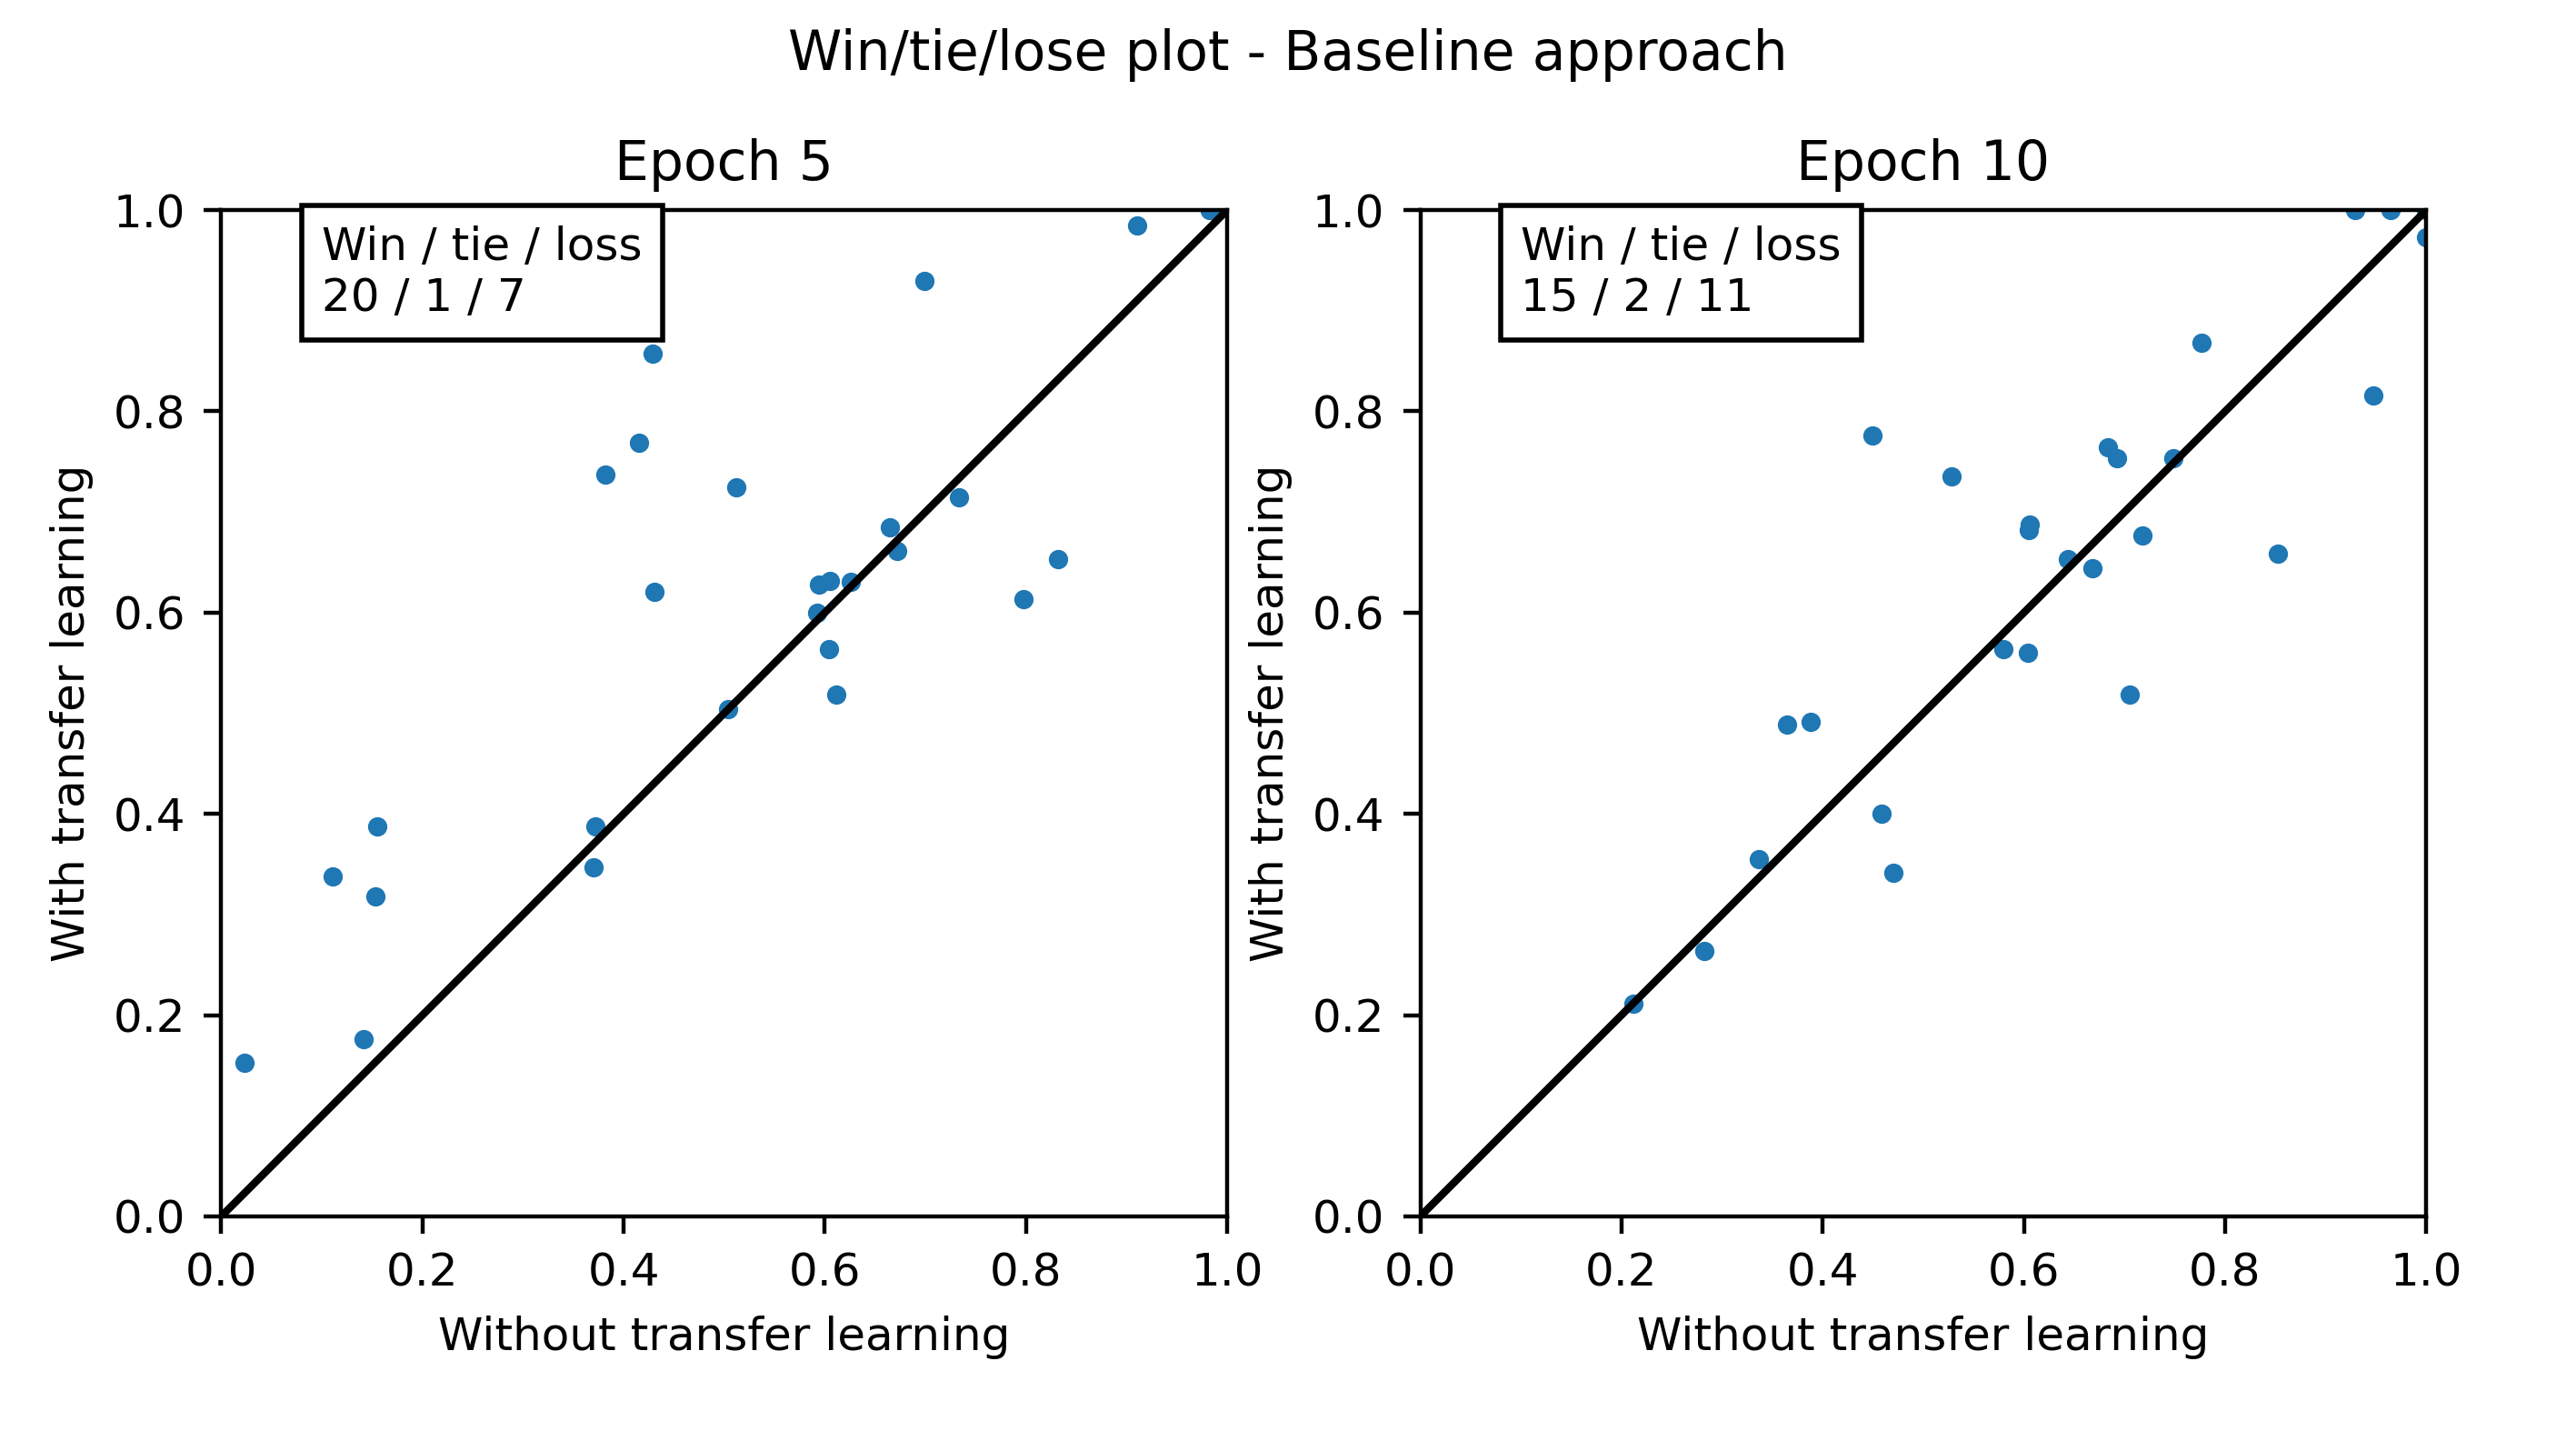 Win/tie/lose plot - Baseline approach
Epoch 5
Win / tie / loss
20 / 1 / 7
1.0
0.8
0.6
0.4
0.2
0.0
With transfer learning
0.0 0.2 0.4 0.6 0.8 1.0
Without transfer learning
Epoch 10
Win / tie / loss
15 / 2 / 11
1.0
0.8
0.6
0.4
0.2
0.0
With transfer learning
0.0 0.2 0.4 0.6 0.8 1.0
Without transfer learning